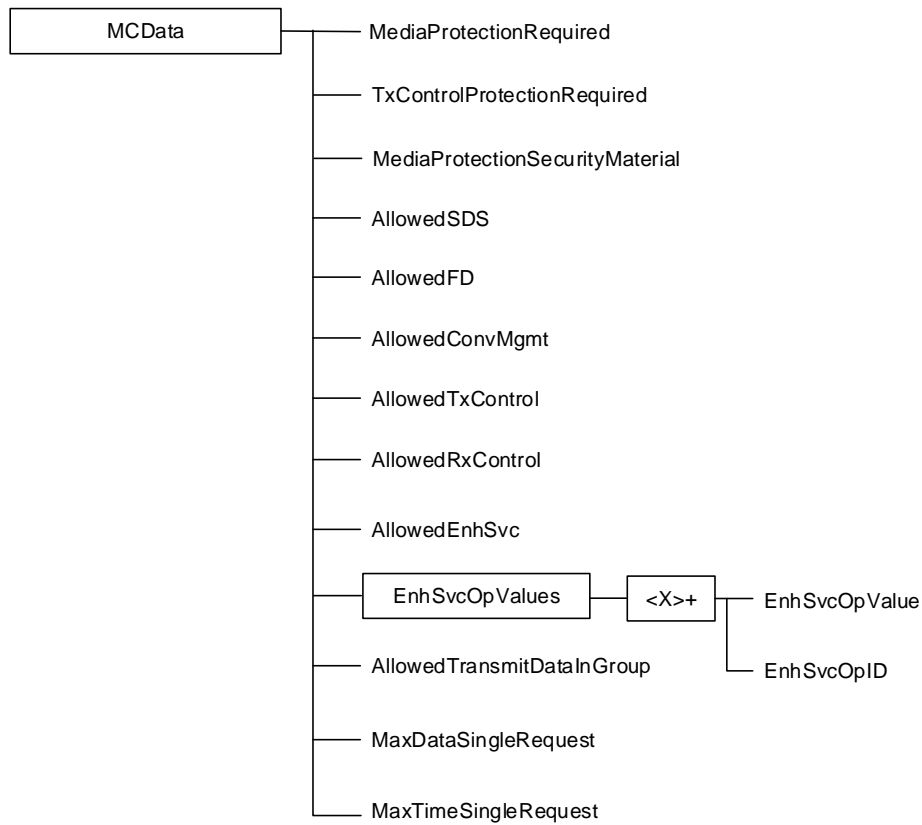 MCData
MediaProtectionRequired
TxControlProtectionRequired
MediaProtectionSecurityMaterial
AllowedSDS
AllowedFD
AllowedConvMgmt
AllowedTxControl
AllowedRxControl
AllowedEnhSvc
EnhSvcOpValues
<X>+
EnhSvcOpValue
EnhSvcOpID
AllowedTransmitDataInGroup
MaxDataSingleRequest
MaxTimeSingleRequest